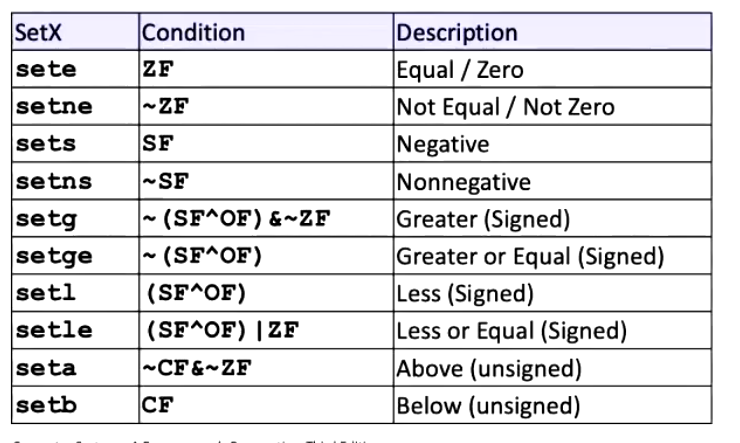 SetX Condition Description
sete ZF Equal / Zero
setne ~ZF Not Equal / Not Zero
sets SF Negative
setns ~SF Nonnegative
setg ~(SF^OF)&~ZF Greater (Signed)
setge ~(SF^OF) Greater or Equal (Signed)
setl (SF^OF) Less (Signed)
setle (SF^OF)|ZF Less or Equal (Signed)
seta ~CF&~ZF Above (unsigned)
setb CF Below (unsigned)